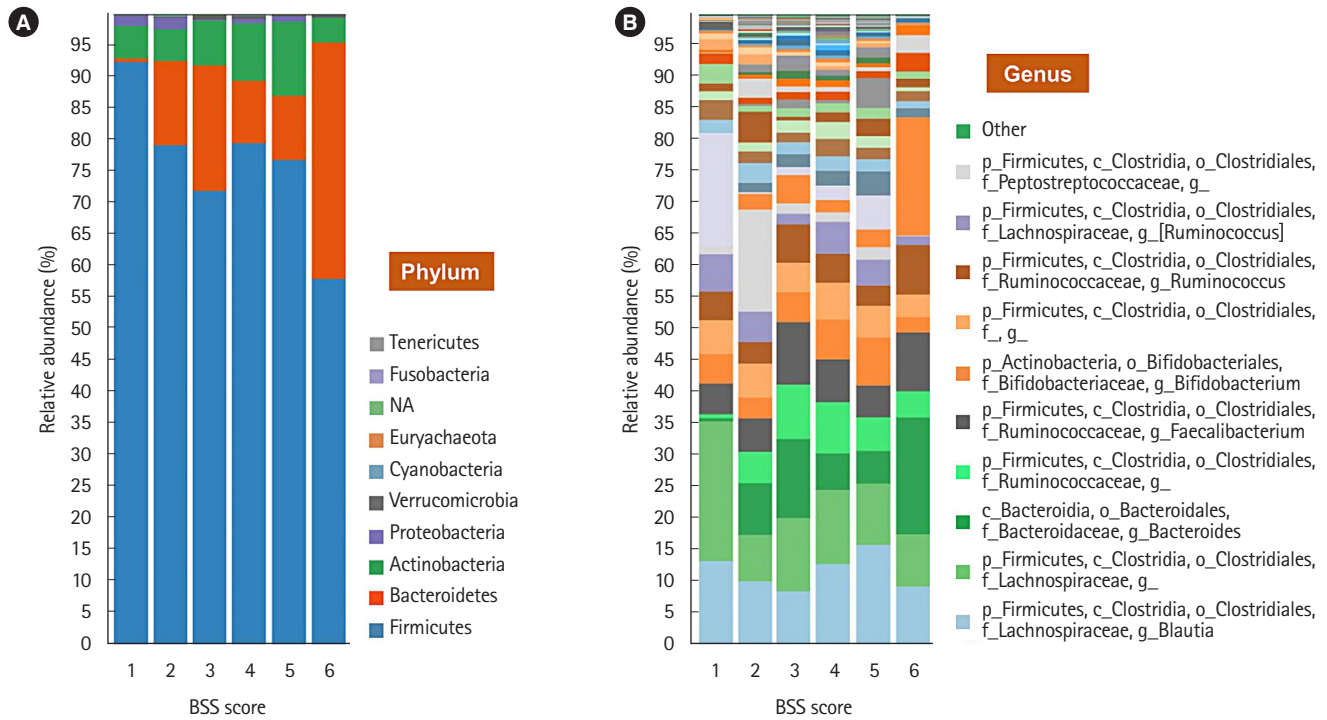 A
Relative abundance (%)
95
90
85
80
75
70
65
60
55
50
45
40
35
30
25
20
15
10
5
0
1 2 3 4 5 6
BSS score
Phylum
Tenericutes
Fusobacteria
NA
Euryachaeota
Cyanobacteria
Verrucomicrobia
Proteobacteria
Actinobacteria
Bacteroidetes
Firmicutes
B
Relative abundance (%)
95
90
85
80
75
70
65
60
55
50
45
40
35
30
25
20
15
10
5
0
1 2 3 4 5 6
BSS score
Genus
Other
p_Firmicutes, c_Clostridia, o_Clostridiales,
f_Peptostreptococcaceae, g_
p_Firmicutes, c_Clostridia, o_Clostridiales,
f_Lachnospiraceae, g_[Ruminococcus]
p_Firmicutes, c_Clostridia, o_Clostridiales,
f_Ruminococcaceae, g_Ruminococcus
p_Firmicutes, c_Clostridia, o_Clostridiales,
f_, g_
p_Actinobacteria, o_Bifidobacteriales,
f_Bifidobacteriaceae, g_Bifidobacterium
p_Firmicutes, c_Clostridia, o_Clostridiales,
f_Ruminococcaceae, g_Faecalibacterium
p_Firmicutes, c_Clostridia, o_Clostridiales,
f_Ruminococcaceae, g_
c_Bacteroidia, o_Bacteroidales,
f_Bacteroidaceae, g_Bacteroides
p_Firmicutes, c_Clostridia, o_Clostridiales,
f_Lachnospiraceae, g_
p_Firmicutes, c_Clostridia, o_Clostridiales,
f_Lachnospiraceae, g_Blautia